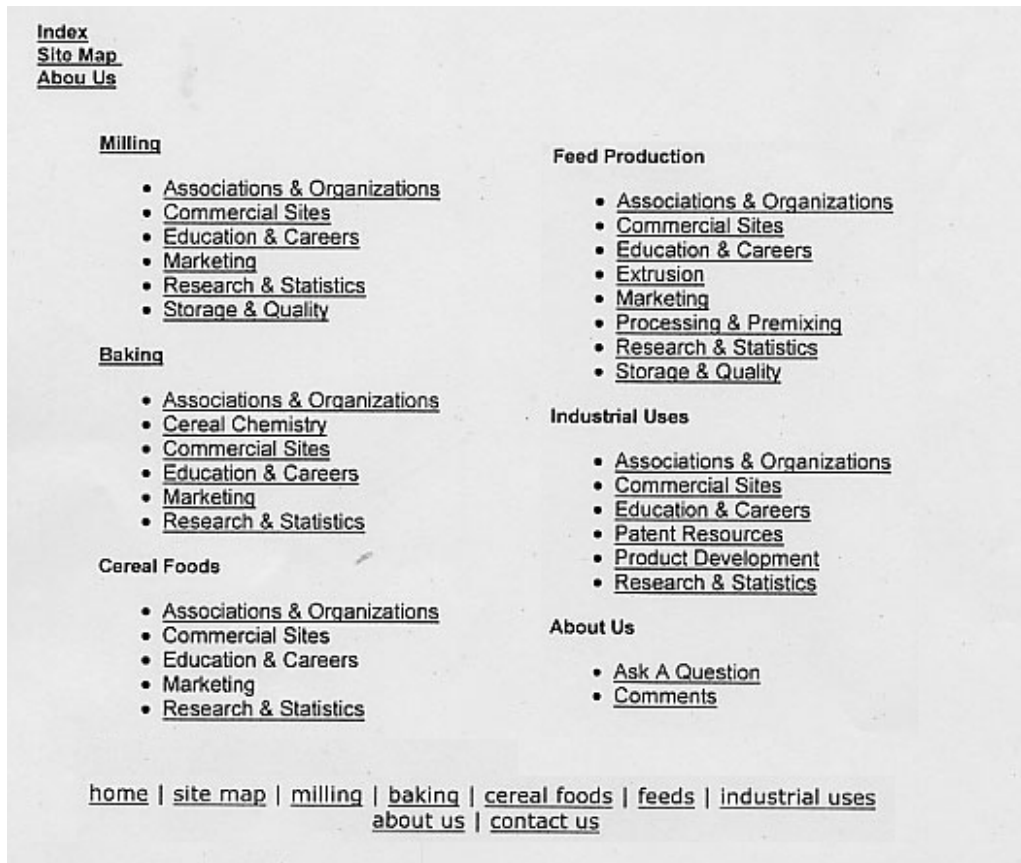 Index
Site Map
Abou Us
Milling
• Associations & Organizations
• Commercial Sites
• Education & Careers
• Marketing
• Research & Statistics
• Storage & Quality
Baking
• Associations & Organizations
• Cereal Chemistry
• Commercial Sites
• Education & Careers
• Marketing
• Research & Statistics
Cereal Foods
• Associations & Organizations
• Commercial Sites
• Education & Careers
• Marketing
• Research & Statistics
Feed Production
• Associations & Organizations
• Commercial Sites
• Education & Careers
• Extrusion
• Marketing
• Processing & Premixing
• Research & Statistics
• Storage & Quality
Industrial Uses
• Associations & Organizations
• Commercial Sites
• Education & Careers
• Patent Resources
• Product Development
• Research & Statistics
About Us
• Ask A Question
• Comments
home | site map | milling | baking | cereal foods | feeds | industrial uses
about us | contact us